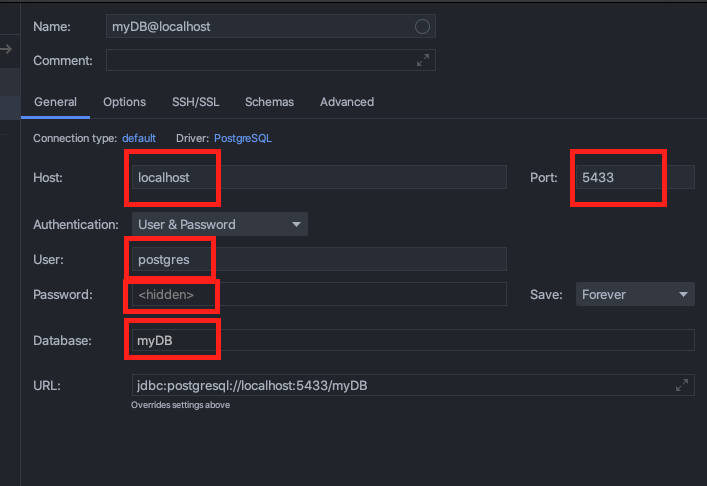 Name: myDB@localhost
Comment:
General Options SSH/SSL Schemas Advanced
Connection type: default Driver: PostgreSQL
Host: localhost Port: 5433
Authentication: User & Password
User: postgres
Password: <hidden> Save: Forever
Database: myDB
URL: jdbc:postgresql://localhost:5433/myDB
Overrides settings above